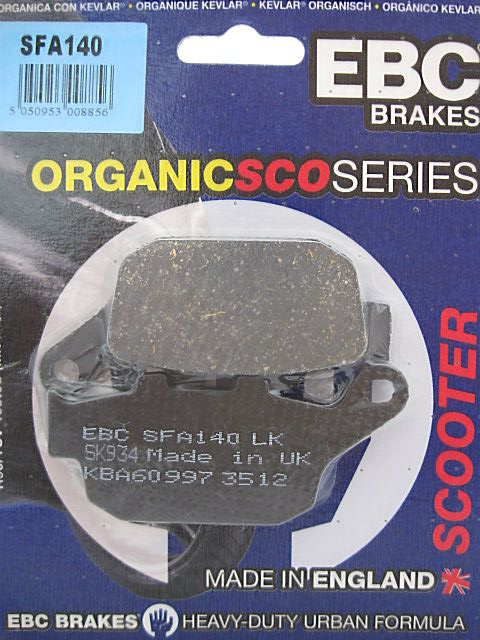 ORGANICA CON KEVLAR® • ORGANIQUE KEVLAR® • KEVLAR® ORGANISCH • ORGÂNICO KEVLAR
SFA140
5 050953 008856
EBC
BRAKES
ORGANICSCOSERIES
SCOOTER
EBC SFA140 LK
SK934 Made in UK
KBA60997 3512
MADE IN ENGLAND
EBC BRAKES HEAVY-DUTY URBAN FORMULA